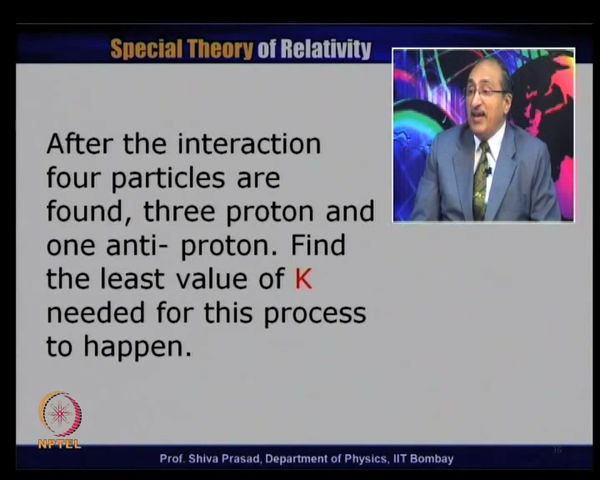 Special Theory of Relativity
After the interaction
four particles are
found, three proton and
one anti- proton. Find
the least value of K
needed for this process
to happen.
NPTEL
Prof. Shiva Prasad, Department of Physics, IIT Bombay
16